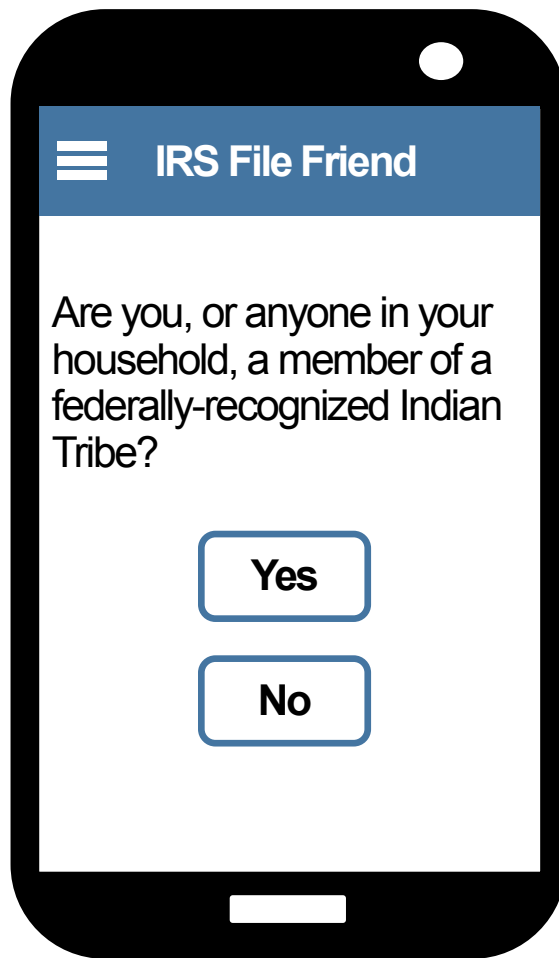 IRS File Friend
Are you, or anyone in your
household, a member of a
federally-recognized Indian
Tribe?
Yes
No